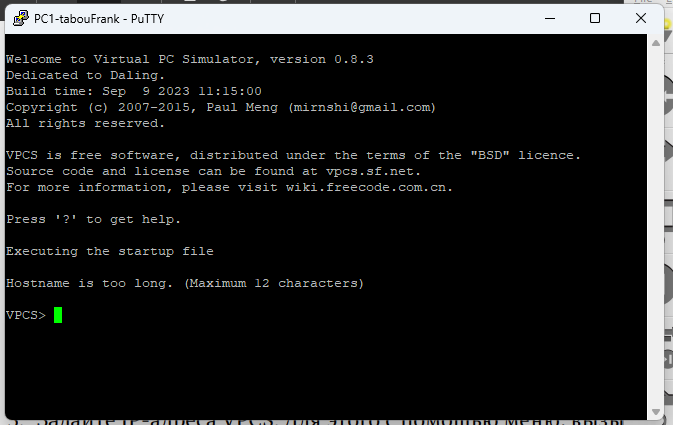 PC1-tabouFrank - PuTTY
Welcome to Virtual PC Simulator, version 0.8.3
Dedicated to Daling.
Build time: Sep  9 2023 11:15:00
Copyright (c) 2007-2015, Paul Meng (mirnshi@gmail.com)
All rights reserved.
VPCS is free software, distributed under the terms of the "BSD" licence.
Source code and license can be found at vpcs.sf.net.
For more information, please visit wiki.freecode.com.cn.
Press '?' to get help.
Executing the startup file
Hostname is too long. (Maximum 12 characters)
VPCS>